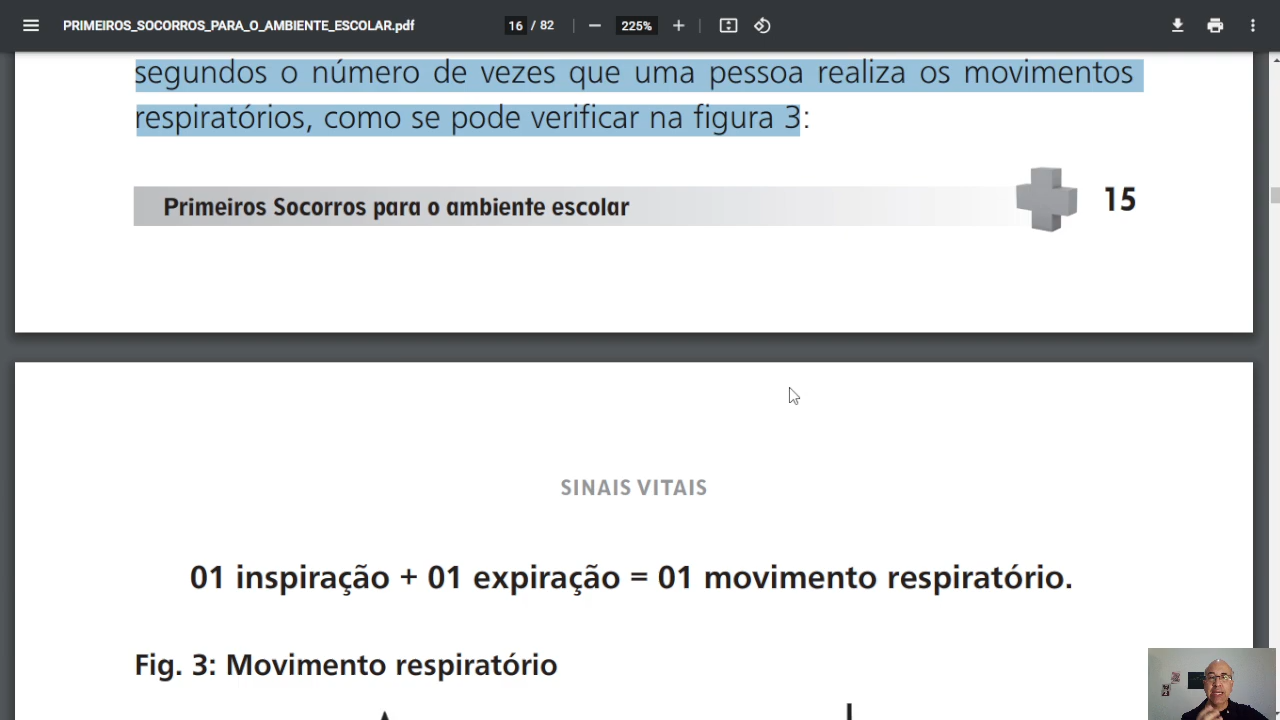 PRIMEIROS_SOCORROS_PARA_O_AMBIENTE_ESCOLAR.pdf
16 / 82
225%
segundos o número de vezes que uma pessoa realiza os movimentos
respiratórios, como se pode verificar na figura 3:
Primeiros Socorros para o ambiente escolar
15
SINAIS VITAIS
01 inspiração + 01 expiração = 01 movimento respiratório.
Fig. 3: Movimento respiratório